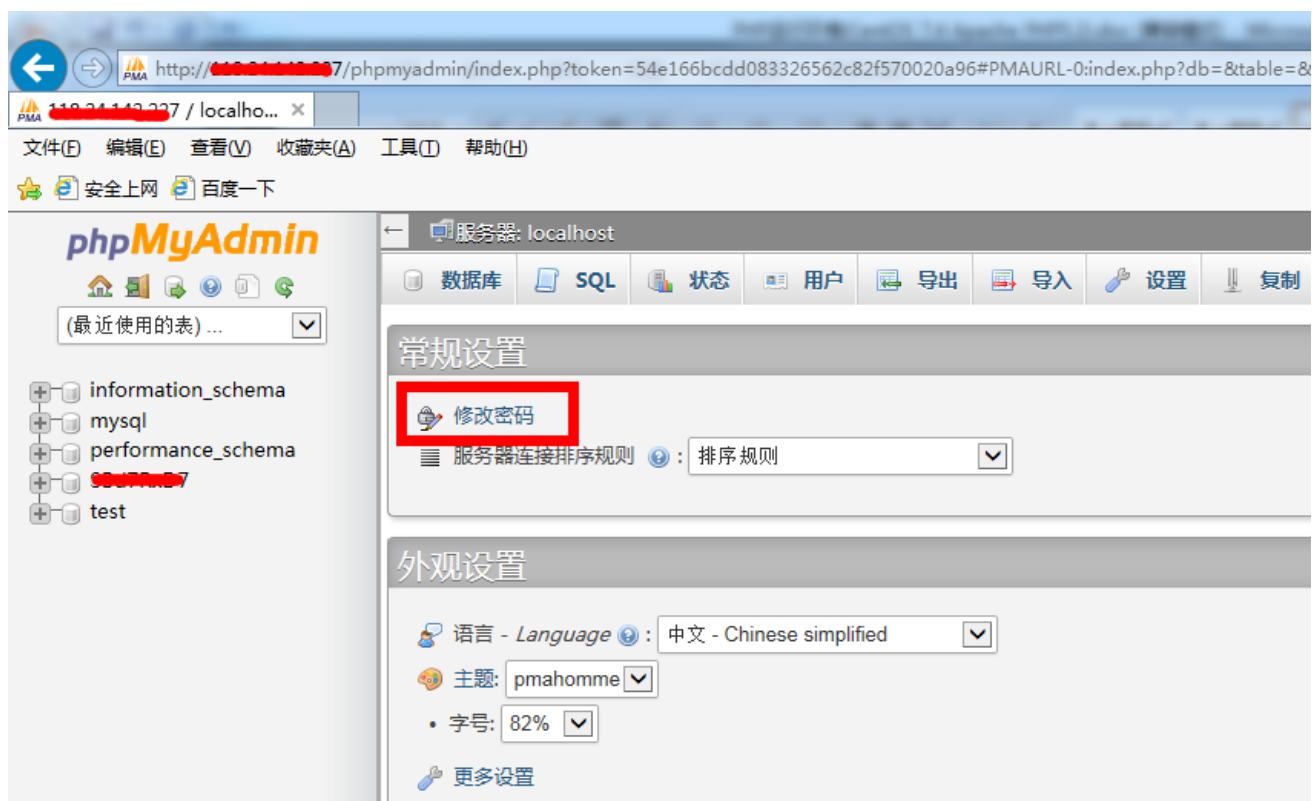 http:// 7/phpmyadmin/index.php?token=54e166bcdd083326562c82f570020a96#PMAURL-0:index.php?db=&table=&
7 / localho... ×
文件(F) 编辑(E) 查看(V) 收藏夹(A) 工具(T) 帮助(H)
安全上网 百度一下
phpMyAdmin
(最近使用的表) ...
information_schema
mysql
performance_schema
test
服务器: localhost
数据库 SQL 状态 用户 导出 导入 设置 复制
常规设置
修改密码
服务器连接排序规则 : 排序规则
外观设置
语言 - Language : 中文 - Chinese simplified
主题: pmahomme
• 字号: 82%
更多设置